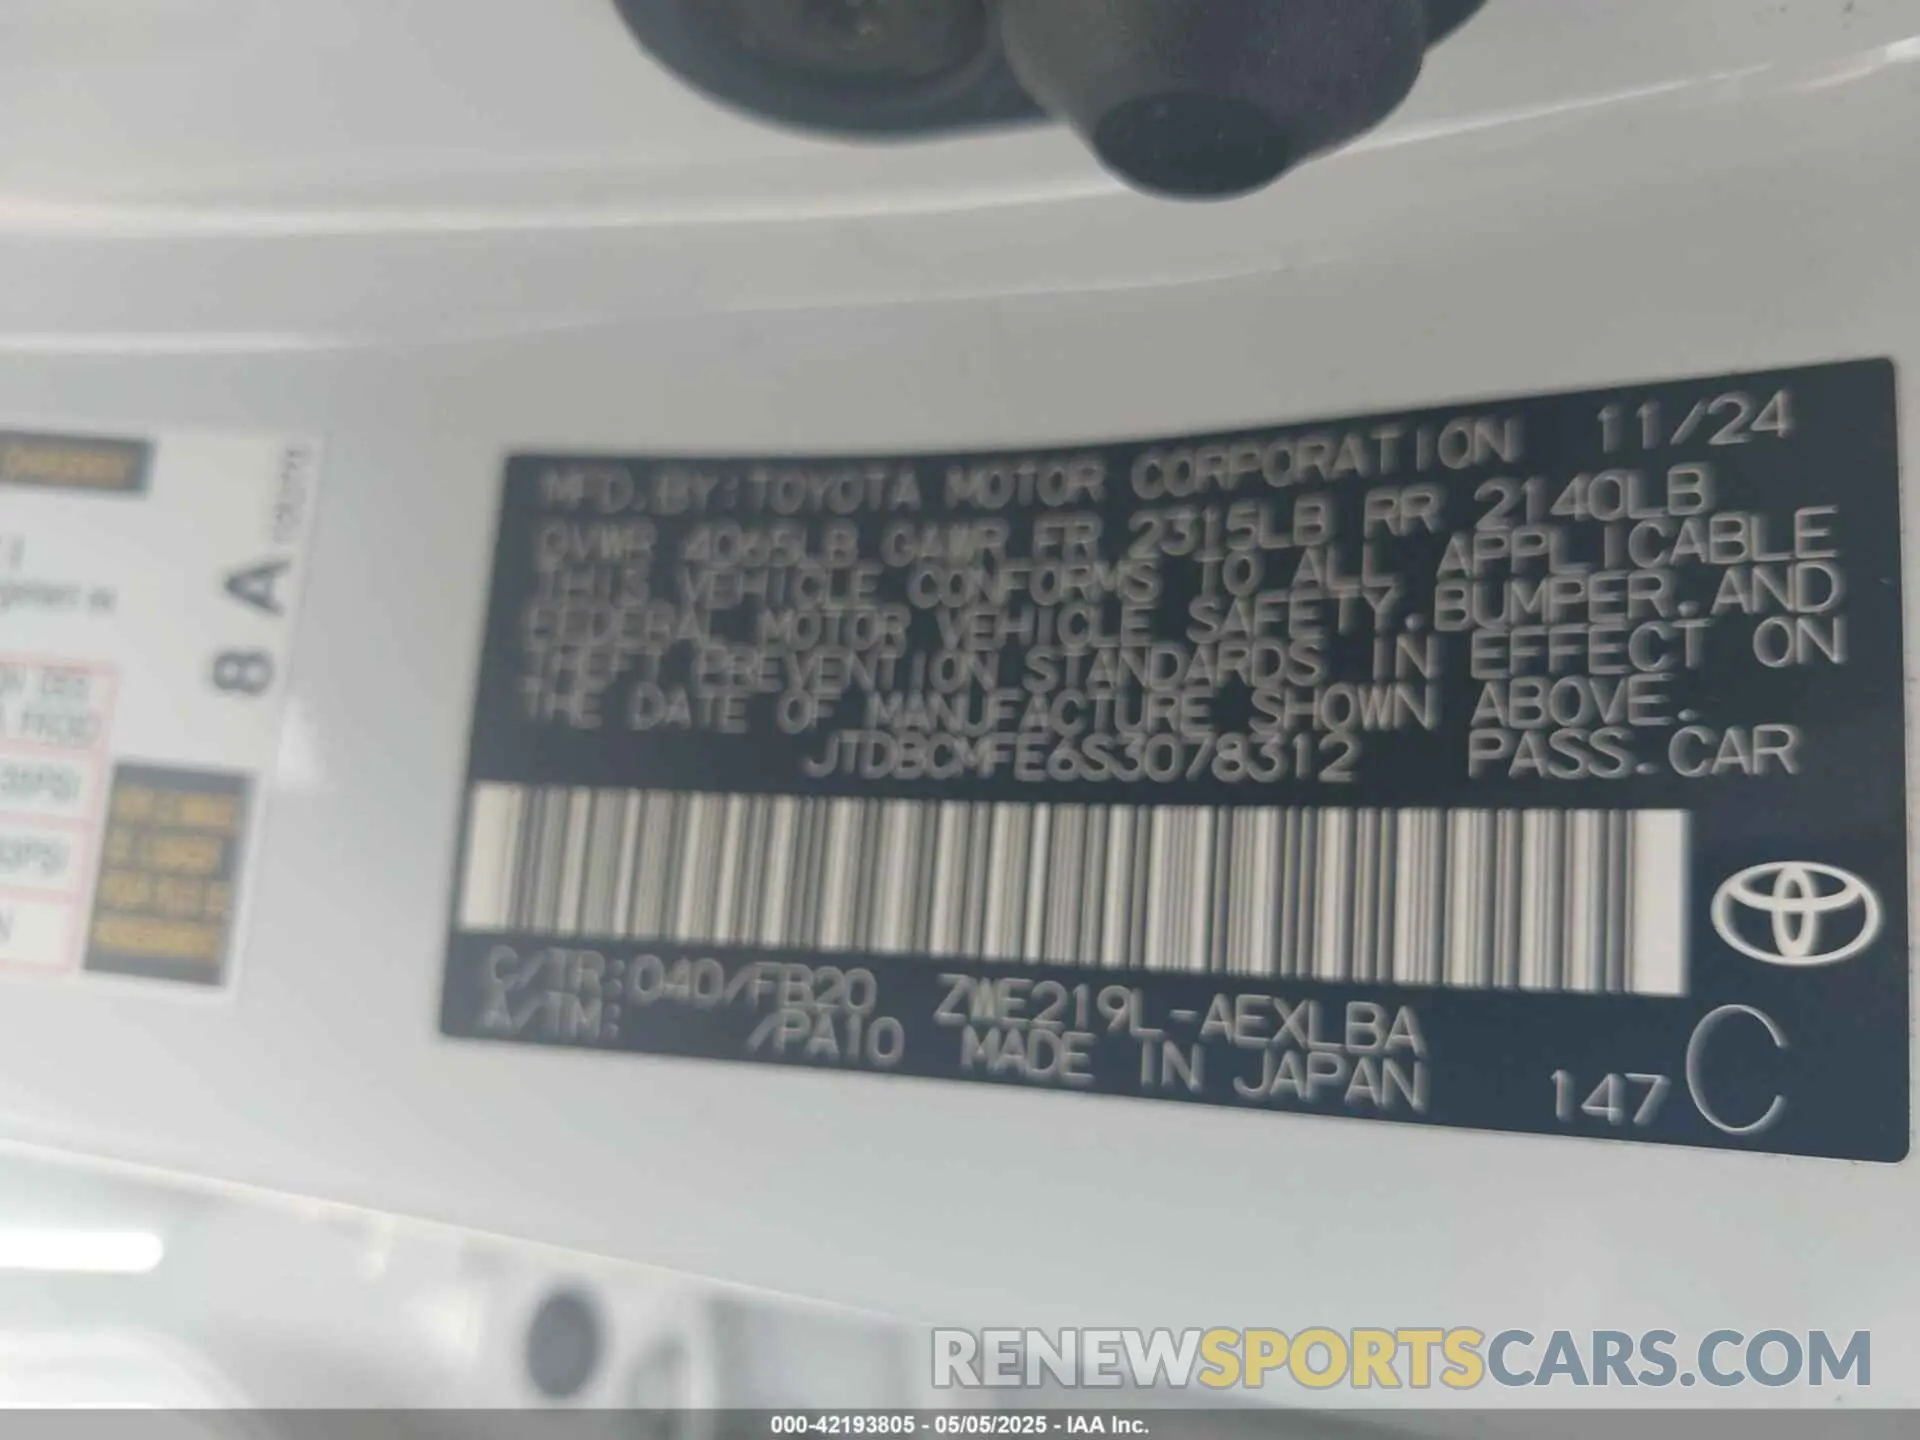 MFD.BY:TOYOTA MOTOR CORPORATION 11/24
GVWR 4065LB GAWR FR 2315LB RR 2140LB
THIS VEHICLE CONFORMS TO ALL APPLICABLE
FEDERAL MOTOR VEHICLE SAFETY.BUMPER.AND
THEFT PREVENTION STANDARDS IN EFFECT ON
THE DATE OF MANUFACTURE SHOWN ABOVE.
JTDBCMFE6S3078312 PASS.CAR
C/TR:040/FB20 ZWE219L-AEXLBA
A/TM: /PA10 MADE IN JAPAN
147 C
8 A
RENEWSPORTSCARS.COM
000-42193805 - 05/05/2025 - IAA Inc.